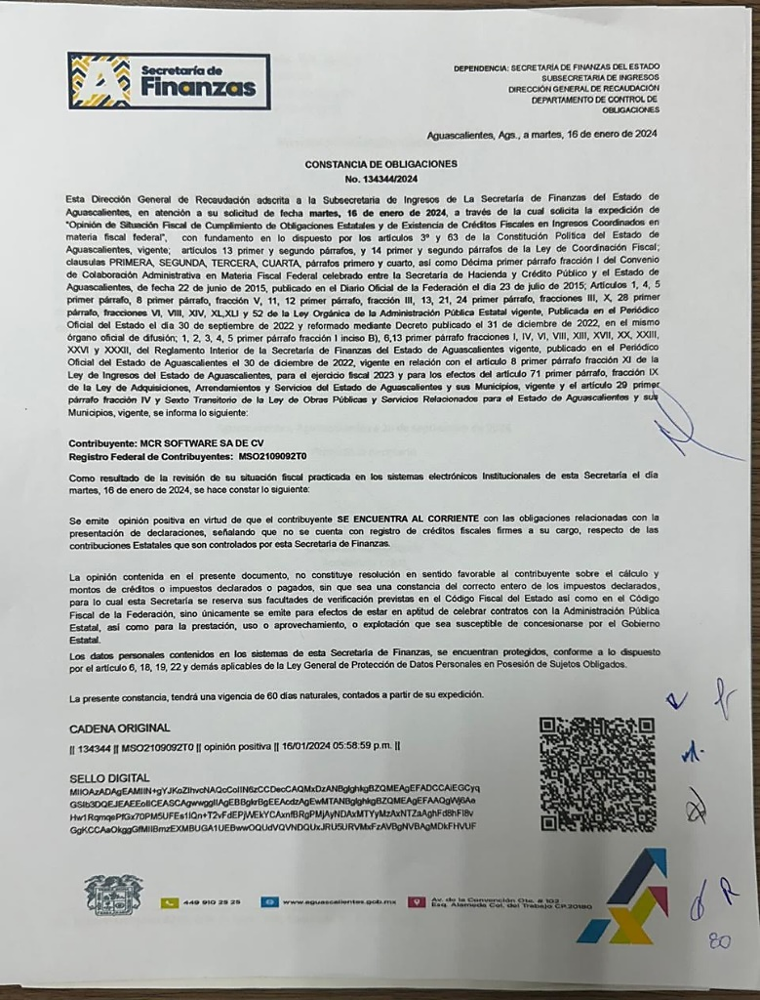 Secretaría de
Finanzas
DEPENDENCIA: SECRETARÍA DE FINANZAS DEL ESTADO
SUBSECRETARIA DE INGRESOS
DIRECCIÓN GENERAL DE RECAUDACIÓN
DEPARTAMENTO DE CONTROL DE
OBLIGACIONES
Aguascalientes, Ags., a martes, 16 de enero de 2024
CONSTANCIA DE OBLIGACIONES
No. 134344/2024
Esta Dirección General de Recaudación adscrita a la Subsecretaria de Ingresos de La Secretaría de Finanzas del Estado de
Aguascalientes, en atención a su solicitud de fecha martes, 16 de enero de 2024, a través de la cual solicita la expedición de
"Opinión de Situación Fiscal de Cumplimiento de Obligaciones Estatales y de Existencia de Créditos Fiscales en Ingresos Coordinados en
materia fiscal federal", con fundamento en lo dispuesto por los artículos 3º y 63 de la Constitución Política del Estado de
Aguascalientes, vigente; artículos 13 primer y segundo párrafos, y 14 primer y segundo párrafos de la Ley de Coordinación Fiscal;
clausulas PRIMERA, SEGUNDA, TERCERA, CUARTA, párrafos primero y cuarto, así como Décima primer párrafo fracción I del Convenio
de Colaboración Administrativa en Materia Fiscal Federal celebrado entre la Secretaría de Hacienda y Crédito Público y el Estado de
Aguascalientes, de fecha 22 de junio de 2015, publicado en el Diario Oficial de la Federación el día 23 de julio de 2015; Artículos 1, 4, 5
primer párrafo, 8 primer párrafo, fracción V, 11, 12 primer párrafo, fracción III, 13, 21, 24 primer párrafo, fracciones III, X, 28 primer
párrafo, fracciones VI, VIII, XIV, XL,XLI y 52 de la Ley Orgánica de la Administración Pública Estatal vigente, Publicada en el Periódico
Oficial del Estado el día 30 de septiembre de 2022 y reformado mediante Decreto publicado el 31 de diciembre de 2022, en el mismo
órgano oficial de difusión; 1, 2, 3, 4, 5 primer párrafo fracción I inciso B), 6,13 primer párrafo fracciones I, IV, VI, VIII, XIII, XVII, XX, XXIII,
XXVI y XXXII, del Reglamento Interior de la Secretaria de Finanzas del Estado de Aguascalientes vigente, publicado en el Periódico
Oficial del Estado de Aguascalientes el 30 de diciembre de 2022, vigente en relación con el artículo 8 primer párrafo fracción XI de la
Ley de Ingresos del Estado de Aguascalientes, para el ejercicio fiscal 2023 y para los efectos del artículo 71 primer párrafo, fracción IX
de la Ley de Adquisiciones, Arrendamientos y Servicios del Estado de Aguascalientes y sus Municipios, vigente y el artículo 29 primer
párrafo fracción IV y Sexto Transitorio de la Ley de Obras Públicas y Servicios Relacionados para el Estado de Aguascalientes y sus
Municipios, vigente, se informa lo siguiente:
Contribuyente: MCR SOFTWARE SA DE CV
Registro Federal de Contribuyentes: MSO2109092T0
Como resultado de la revisión de su situación fiscal practicada en los sistemas electrónicos Institucionales de esta Secretaría el día
martes, 16 de enero de 2024, se hace constar lo siguiente:
Se emite opinión positiva en virtud de que el contribuyente SE ENCUENTRA AL CORRIENTE con las obligaciones relacionadas con la
presentación de declaraciones, señalando que no se cuenta con registro de créditos fiscales firmes a su cargo, respecto de las
contribuciones Estatales que son controlados por esta Secretaria de Finanzas.
La opinión contenida en el presente documento, no constituye resolución en sentido favorable al contribuyente sobre el cálculo y
montos de créditos o impuestos declarados o pagados, sin que sea una constancia del correcto entero de los impuestos declarados,
para lo cual esta Secretaría se reserva sus facultades de verificación previstas en el Código Fiscal del Estado así como en el Código
Fiscal de la Federación, sino únicamente se emite para efectos de estar en aptitud de celebrar contratos con la Administración Pública
Estatal, así como para la prestación, uso o aprovechamiento, o explotación que sea susceptible de concesionarse por el Gobierno
Estatal.
Los datos personales contenidos en los sistemas de esta Secretaría de Finanzas, se encuentran protegidos, conforme a lo dispuesto
por el artículo 6, 18, 19, 22 y demás aplicables de la Ley General de Protección de Datos Personales en Posesión de Sujetos Obligados.
La presente constancia, tendrá una vigencia de 60 días naturales, contados a partir de su expedición.
CADENA ORIGINAL
|| 134344 || MSO2109092T0 || opinión positiva || 16/01/2024 05:58:59 p.m. ||
SELLO DIGITAL
449 910 25 25
www.aguascalientes.gob.mx
Av. de la Convención Ote. # 102
Esq. Alameda Col. del Trabajo CP.20180
80